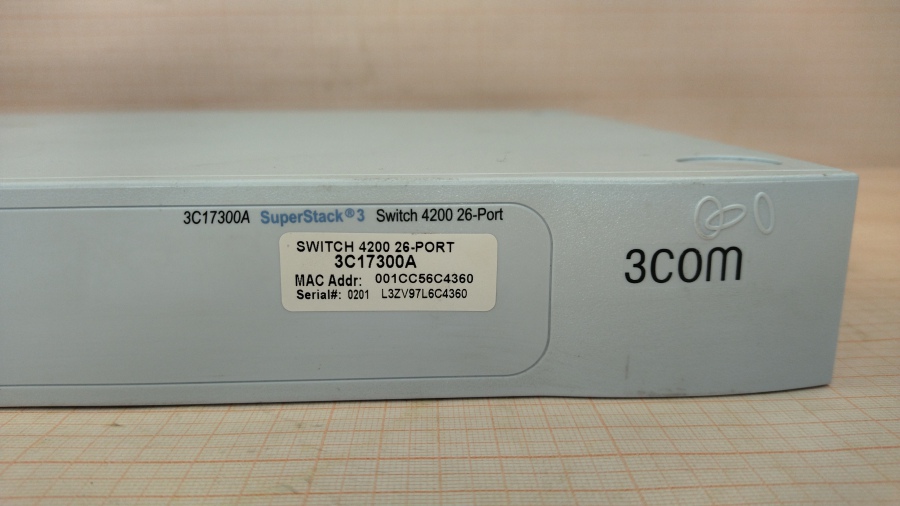 3C17300A SuperStack® 3 Switch 4200 26-Port
SWITCH 4200 26-PORT
3C17300A
MAC Addr: 001CC56C4360
Serial#: 0201 L3ZV97L6C4360
3COM